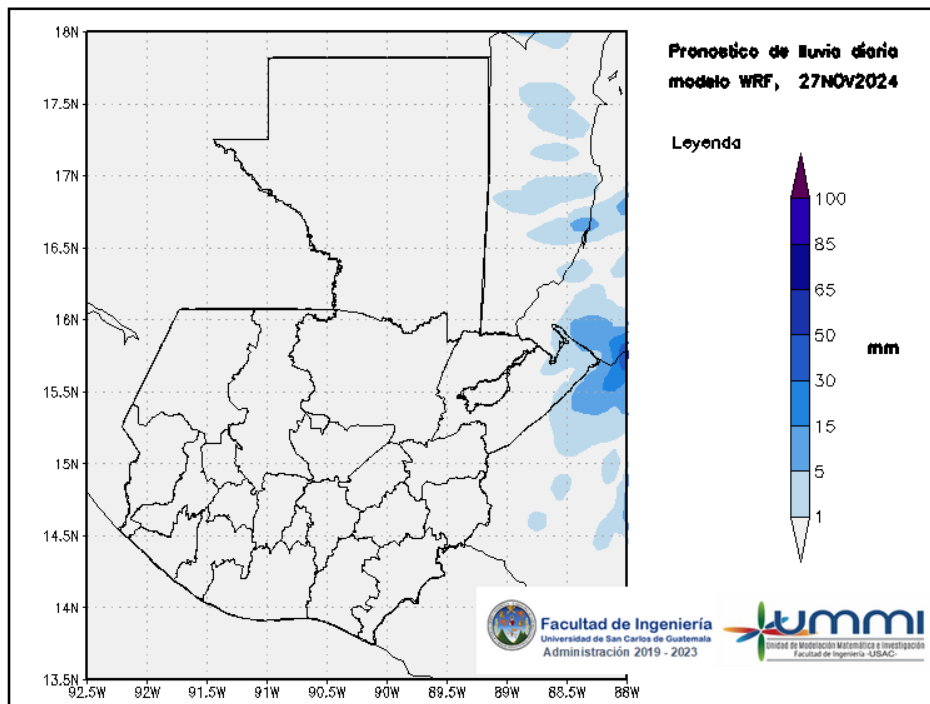 Pronostico de lluvia diaria
modelo WRF, 27NOV2024
Leyenda
100
85
65
50
30
15
5
1
mm
18N
17.5N
17N
16.5N
16N
15.5N
15N
14.5N
14N
13.5N
92.5W
92W
91.5W
91W
90.5W
90W
89.5W
89W
88.5W
88W
Facultad de Ingeniería
Universidad de San Carlos de Guatemala
Administración 2019 - 2023
ummi
Unidad de Modelación Matemática e Investigación
Facultad de Ingeniería -USAC-